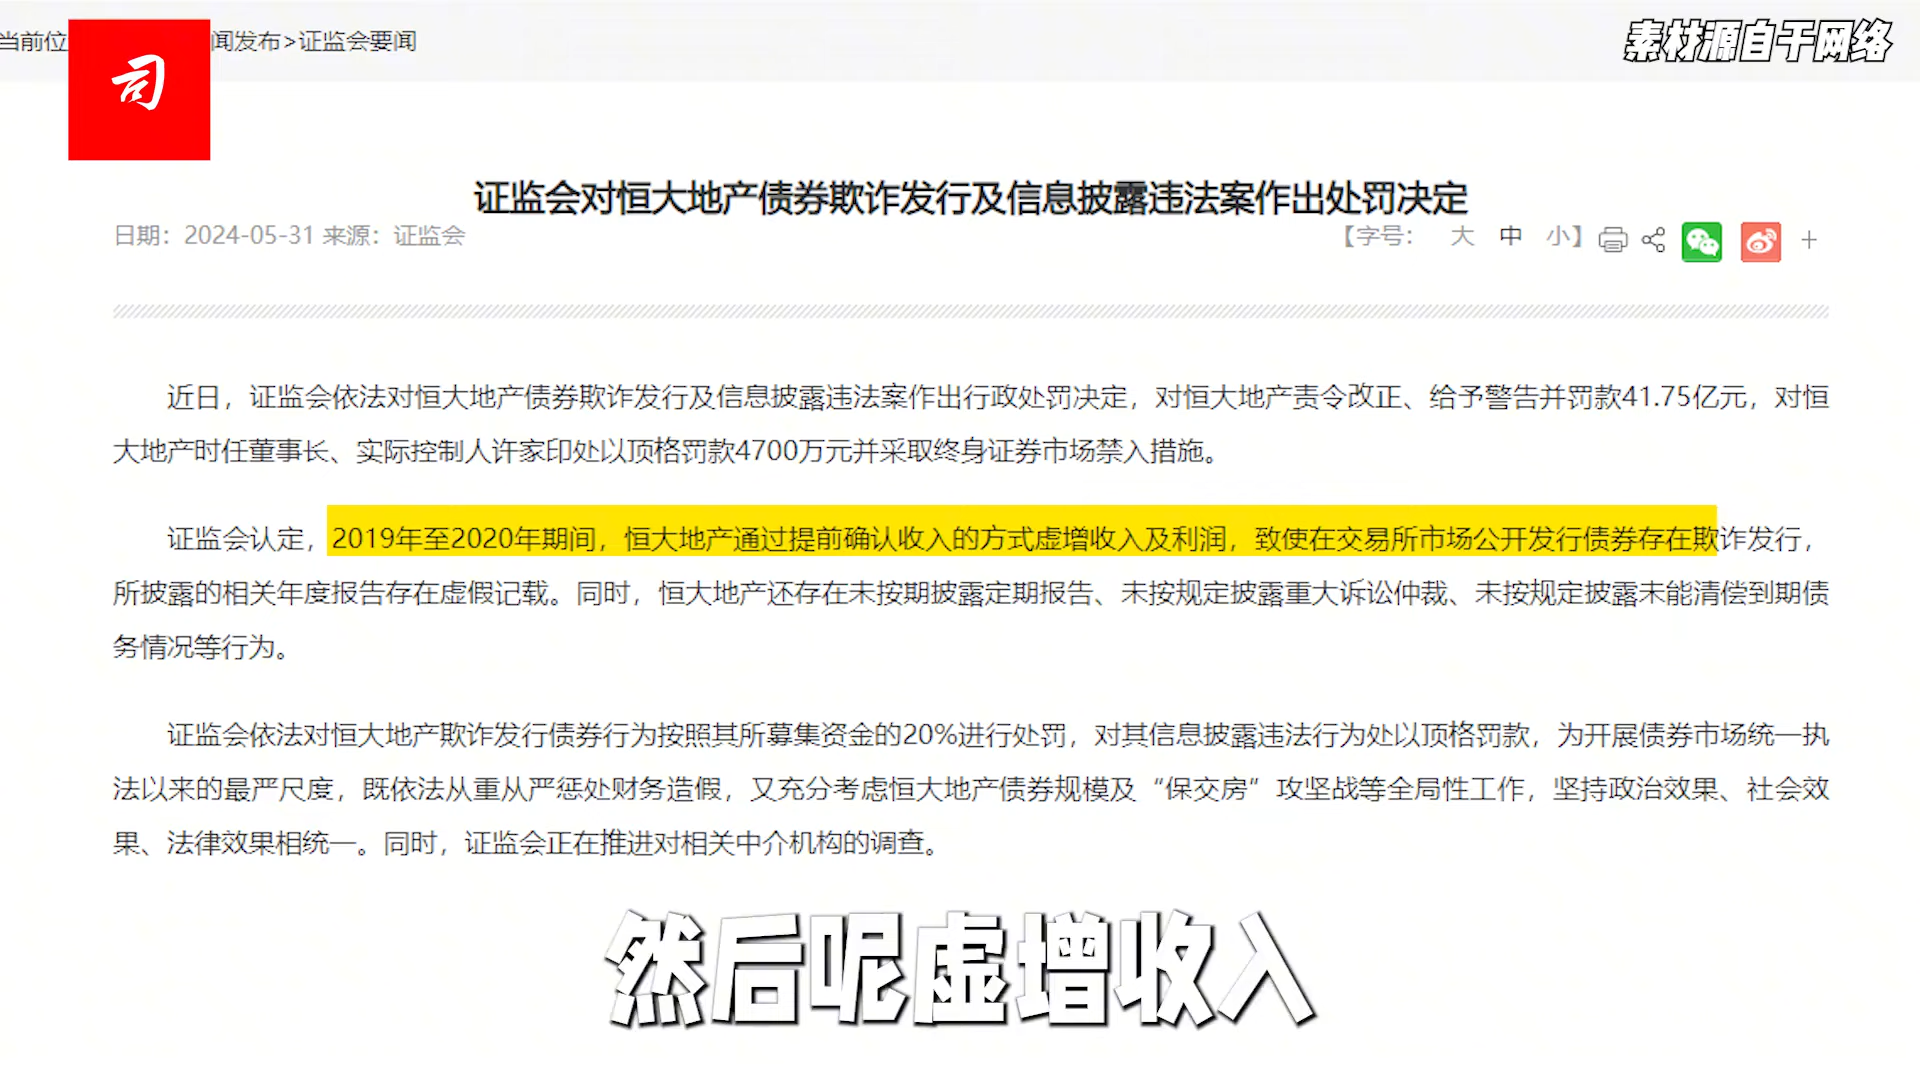 当前位
闻发布>证监会要闻
司
素材源自于网络
证监会对恒大地产债券欺诈发行及信息披露违法案作出处罚决定
日期：2024-05-31 来源：证监会
【字号： 大 中 小】
近日，证监会依法对恒大地产债券欺诈发行及信息披露违法案作出行政处罚决定，对恒大地产责令改正、给予警告并罚款41.75亿元，对恒
大地产时任董事长、实际控制人许家印处以顶格罚款4700万元并采取终身证券市场禁入措施。
证监会认定，2019年至2020年期间，恒大地产通过提前确认收入的方式虚增收入及利润，致使在交易所市场公开发行债券存在欺诈发行，
所披露的相关年度报告存在虚假记载。同时，恒大地产还存在未按期披露定期报告、未按规定披露重大诉讼仲裁、未按规定披露未能清偿到期债
务情况等行为。
证监会依法对恒大地产欺诈发行债券行为按照其所募集资金的20%进行处罚，对其信息披露违法行为处以顶格罚款，为开展债券市场统一执
法以来的最严尺度，既依法从重从严惩处财务造假，又充分考虑恒大地产债券规模及“保交房”攻坚战等全局性工作，坚持政治效果、社会效
果、法律效果相统一。同时，证监会正在推进对相关中介机构的调查。
然后呢虚增收入